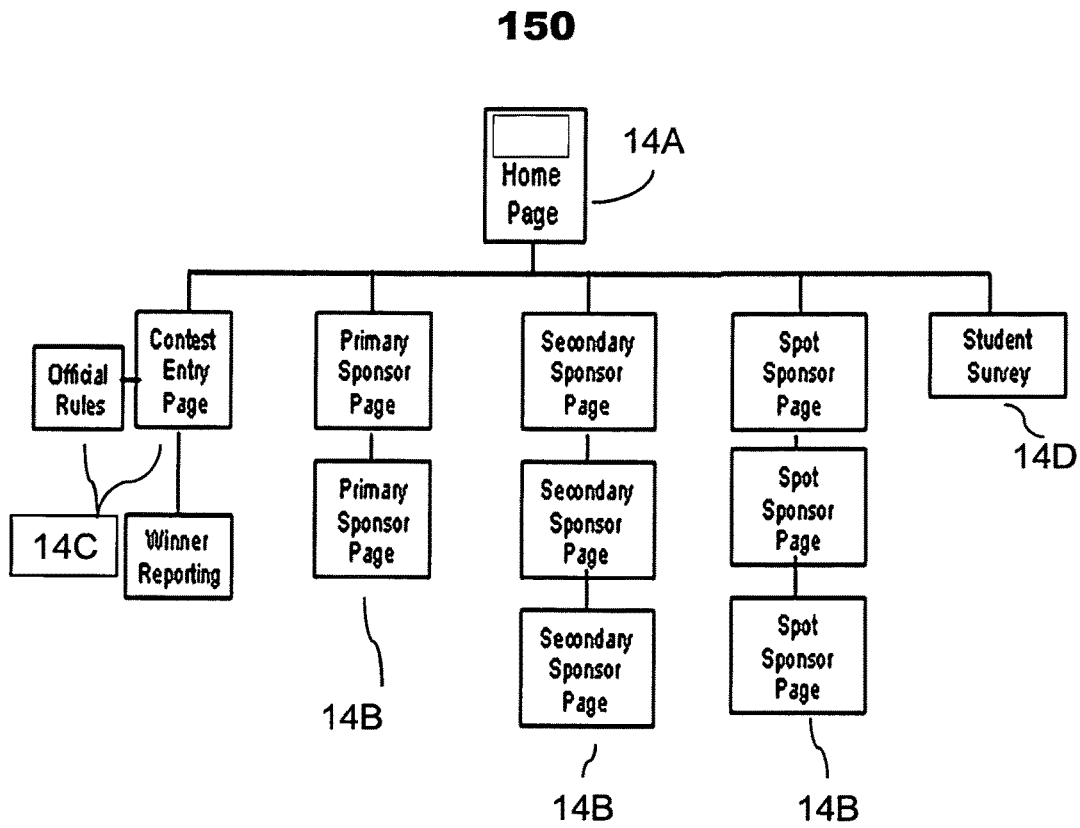 150
14A
Home
Page
Official
Rules
Contest
Entry
Page
Primary
Sponsor
Page
Secondary
Sponsor
Page
Spot
Sponsor
Page
Student
Survey
14D
14C
Winner
Reporting
Primary
Sponsor
Page
Secondary
Sponsor
Page
Spot
Sponsor
Page
14B
Secondary
Sponsor
Page
Spot
Sponsor
Page
14B
14B